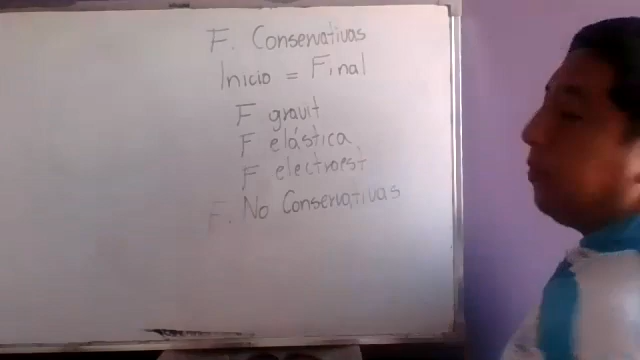 F. Conservativas
Inicio = Final
F gravit
F elástica
F electroest
F. No Conservativas